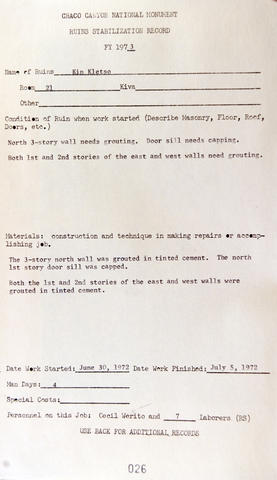 CHACO CANYON NATIONAL MONUMENT
RUINS STABILIZATION RECORD
FY 1973
Name of Ruins Kin Kletso
Room 21 Kiva
Other
Condition of Ruin when work started (Describe Masonry, Floor, Roof,
Doors, etc.)
North 3-story wall needs grouting. Door sill needs capping.
Both 1st and 2nd stories of the east and west walls need grouting.
Materials: construction and technique in making repairs or accomp-
lishing job.
The 3-story north wall was grouted in tinted cement. The north
1st story door sill was capped.
Both the 1st and 2nd stories of the east and west walls were
grouted in tinted cement.
Date Work Started: June 30, 1972 Date Work Finished: July 5, 1972
Man Days: 4
Special Costs:
Personnel on this Job: Cecil Werito and 7 laborers (RS)
USE BACK FOR ADDITIONAL RECORDS
026